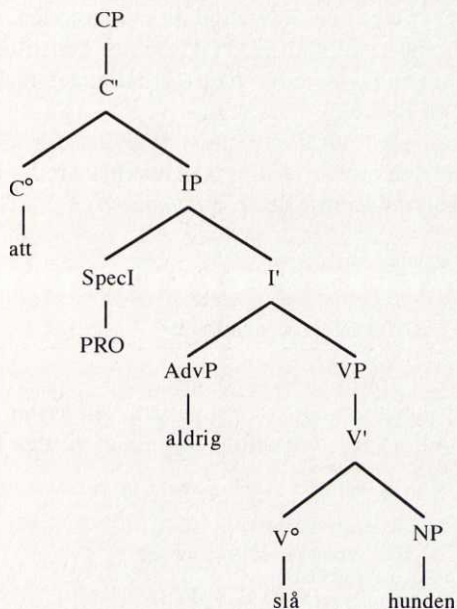 CP
C'
C° IP
att
SpecI I'
PRO
AdvP VP
aldrig V'
V° NP
slå hunden